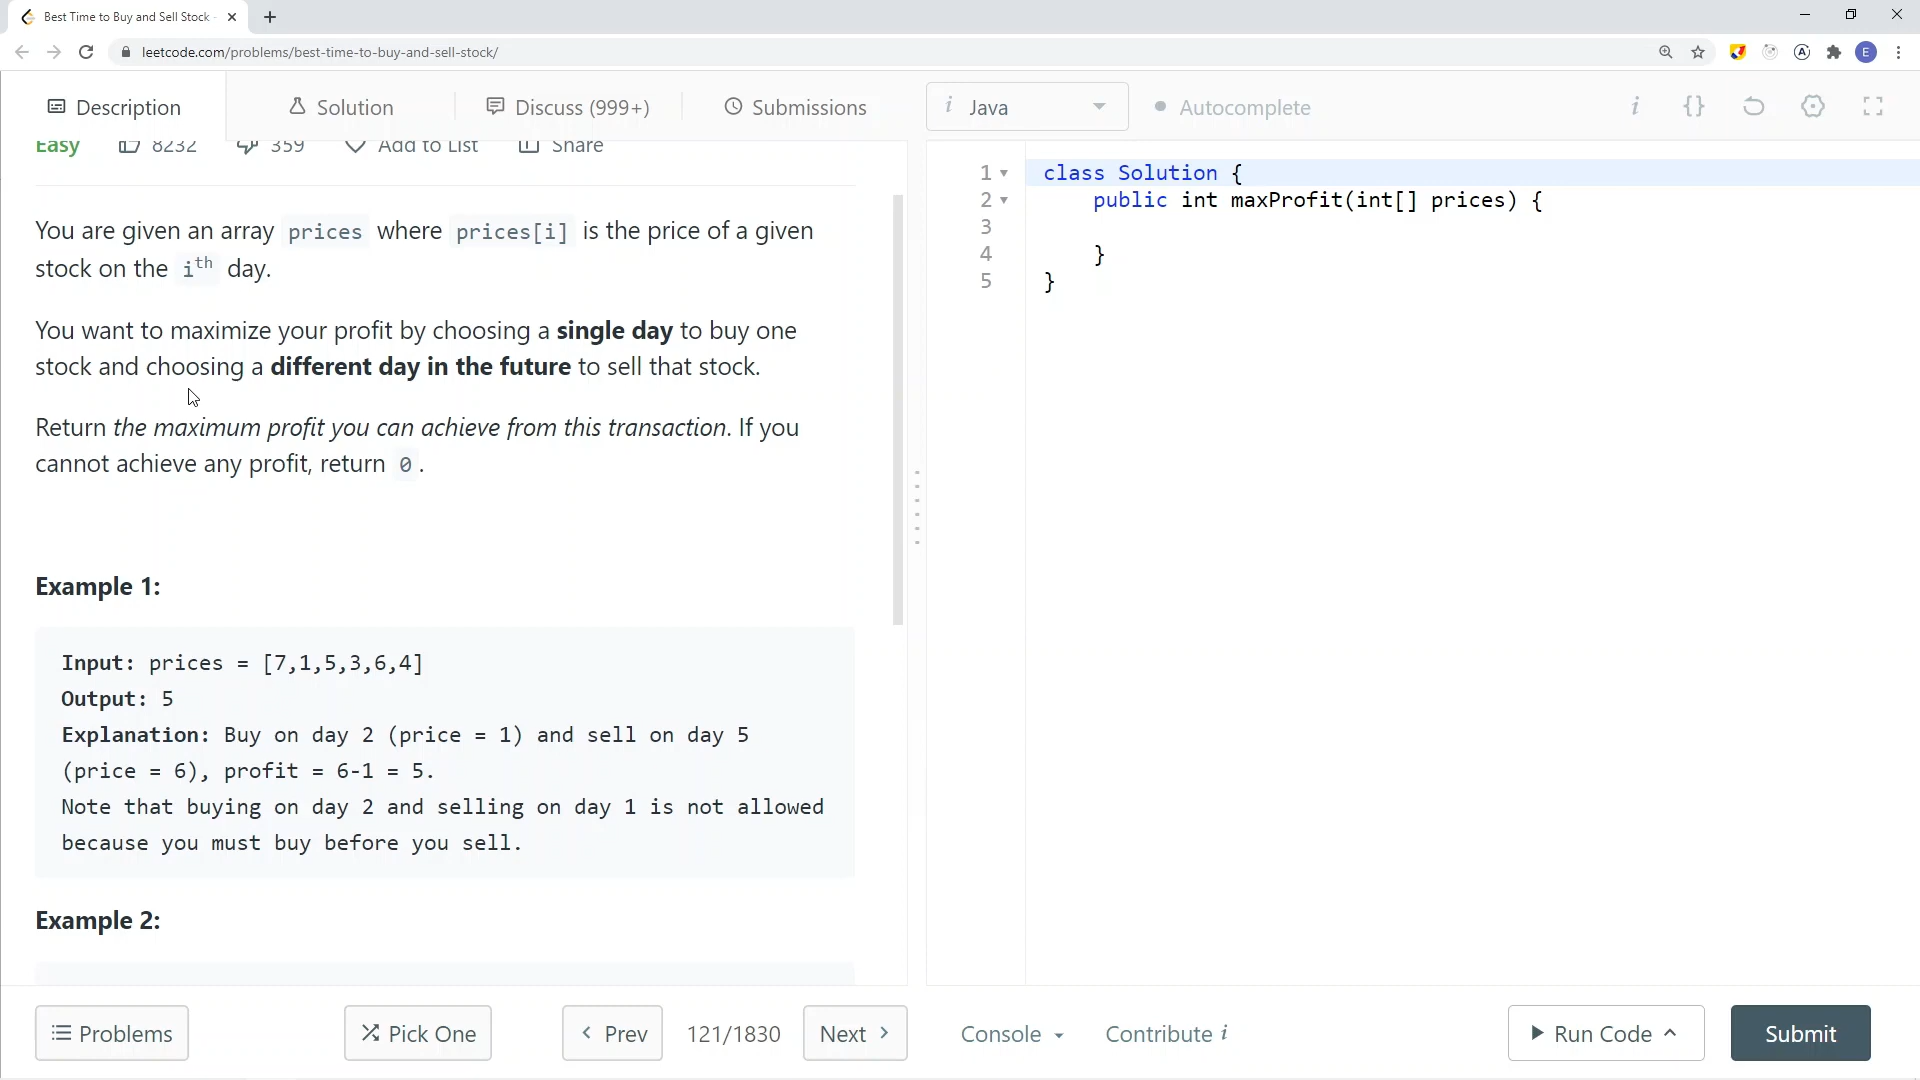 Best Time to Buy and Sell Stock -
leetcode.com/problems/best-time-to-buy-and-sell-stock/
E
Description
Solution
Discuss (999+)
Submissions
i Java
Autocomplete
i {}
Easy 8232 359 Add to List Share
You are given an array prices where prices[i] is the price of a given
stock on the ith day.
You want to maximize your profit by choosing a single day to buy one
stock and choosing a different day in the future to sell that stock.
Return the maximum profit you can achieve from this transaction. If you
cannot achieve any profit, return 0.
Example 1:
Input: prices = [7,1,5,3,6,4]
Output: 5
Explanation: Buy on day 2 (price = 1) and sell on day 5
(price = 6), profit = 6-1 = 5.
Note that buying on day 2 and selling on day 1 is not allowed
because you must buy before you sell.
Example 2:
1 class Solution {
2 public int maxProfit(int[] prices) {
3
4 }
5 }
Problems
Pick One
Prev
121/1830
Next
Console
Contribute i
Run Code
Submit